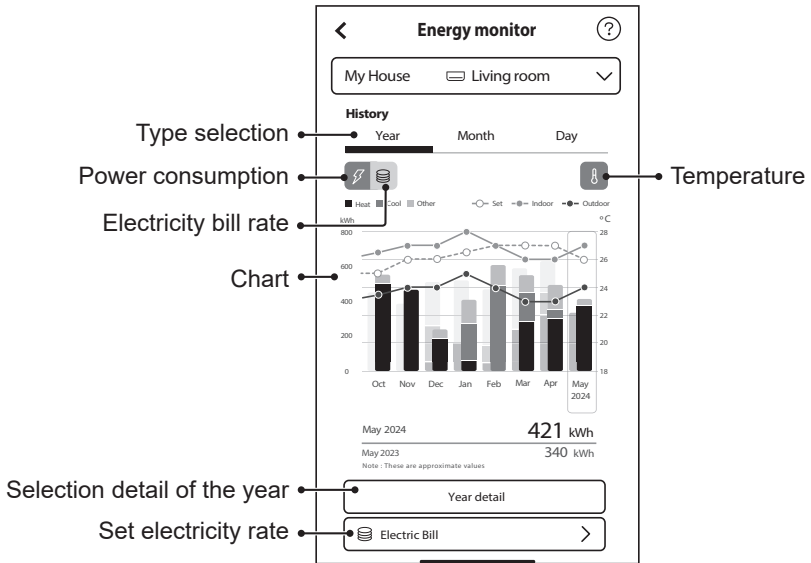 Energy monitor
?
My House Living room
History
Type selection
Year Month Day
Power consumption
Temperature
Electricity bill rate
Heat Cool Other Set Indoor Outdoor
kWh °C
Chart
800 28
26
600
24
400
22
200 20
0 18
Oct Nov Dec Jan Feb Mar Apr May
2024
May 2024 421 kWh
May 2023 340 kWh
Note : These are approximate values
Selection detail of the year
Year detail
Set electricity rate
Electric Bill